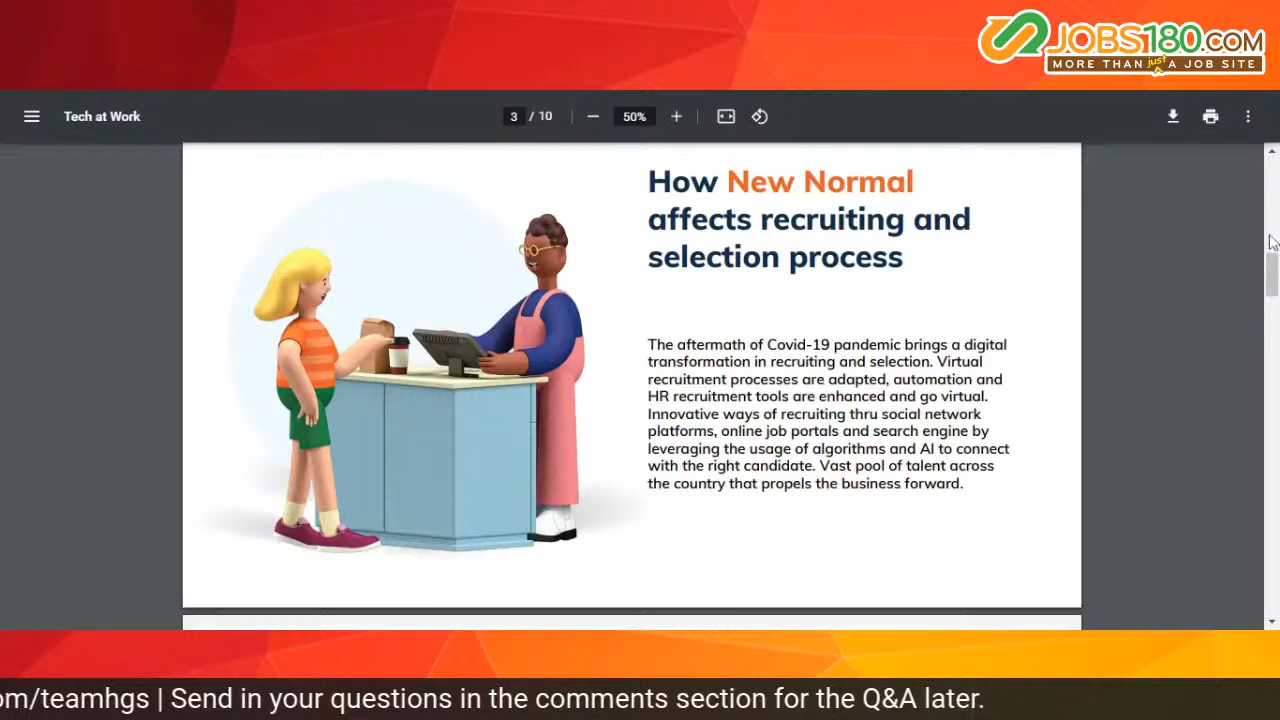 JOBS180.COM
MORE THAN just A JOB SITE
Tech at Work
3 / 10
50%
How New Normal
affects recruiting and
selection process
The aftermath of Covid-19 pandemic brings a digital
transformation in recruiting and selection. Virtual
recruitment processes are adapted, automation and
HR recruitment tools are enhanced and go virtual.
Innovative ways of recruiting thru social network
platforms, online job portals and search engine by
leveraging the usage of algorithms and AI to connect
with the right candidate. Vast pool of talent across
the country that propels the business forward.
om/teamhgs | Send in your questions in the comments section for the Q&A later.